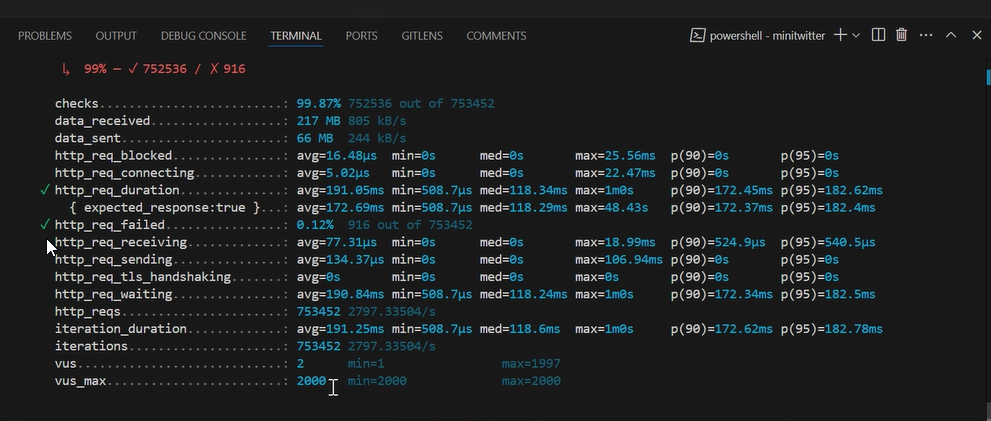 PROBLEMS OUTPUT DEBUG CONSOLE TERMINAL PORTS GITLENS COMMENTS powershell - minitwitter
↳ 99% — ✓ 752536 / ✗ 916
checks.........................: 99.87% 752536 out of 753452
data_received..................: 217 MB 805 kB/s
data_sent......................: 66 MB 244 kB/s
http_req_blocked...............: avg=16.48µs min=0s med=0s max=25.56ms p(90)=0s p(95)=0s
http_req_connecting............: avg=5.02µs min=0s med=0s max=22.47ms p(90)=0s p(95)=0s
✓ http_req_duration..............: avg=191.05ms min=508.7µs med=118.34ms max=1m0s p(90)=172.45ms p(95)=182.62ms
{ expected_response:true }...: avg=172.69ms min=508.7µs med=118.29ms max=48.43s p(90)=172.37ms p(95)=182.4ms
✓ http_req_failed................: 0.12% 916 out of 753452
http_req_receiving.............: avg=77.31µs min=0s med=0s max=18.99ms p(90)=524.9µs p(95)=540.5µs
http_req_sending...............: avg=134.37µs min=0s med=0s max=106.94ms p(90)=0s p(95)=0s
http_req_tls_handshaking.......: avg=0s min=0s med=0s max=0s p(90)=0s p(95)=0s
http_req_waiting...............: avg=190.84ms min=508.7µs med=118.24ms max=1m0s p(90)=172.34ms p(95)=182.5ms
http_reqs......................: 753452 2797.33504/s
iteration_duration.............: avg=191.25ms min=508.7µs med=118.6ms max=1m0s p(90)=172.62ms p(95)=182.78ms
iterations.....................: 753452 2797.33504/s
vus............................: 2 min=1 max=1997
vus_max........................: 2000 min=2000 max=2000